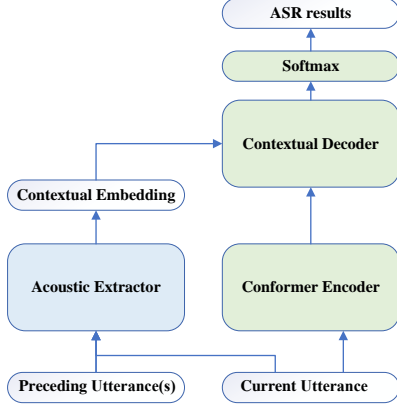 ASR results
Softmax
Contextual Decoder
Contextual Embedding
Acoustic Extractor
Conformer Encoder
Preceding Utterance(s)
Current Utterance